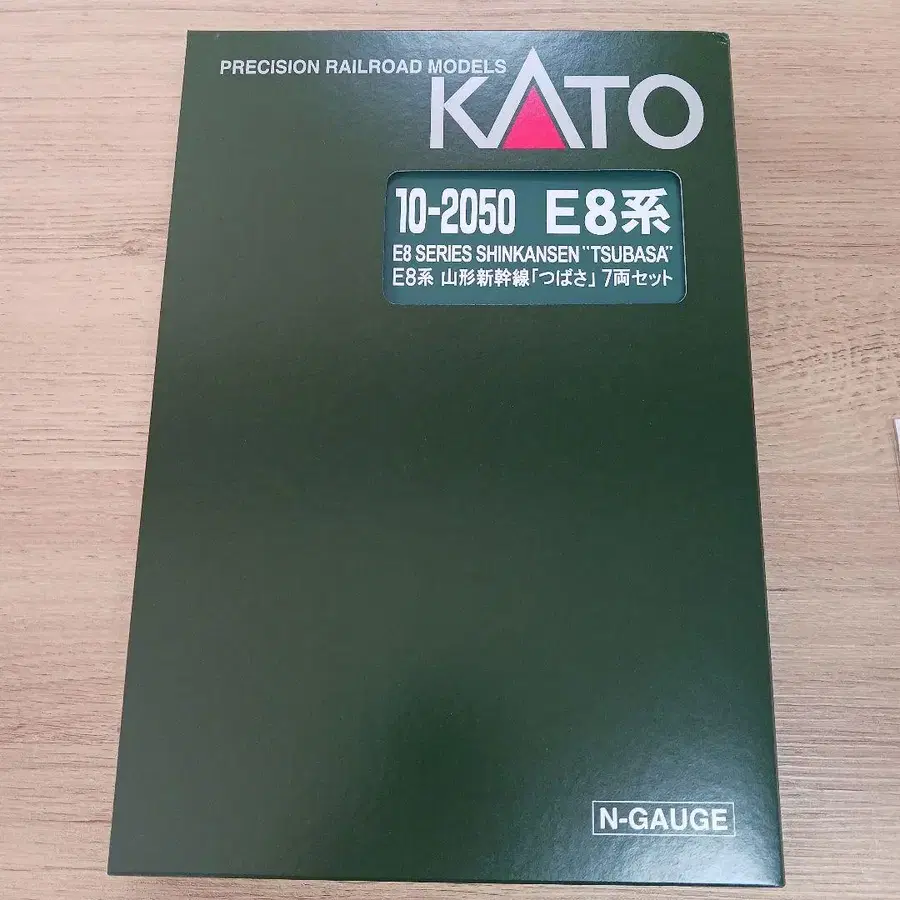 PRECISION RAILROAD MODELS
KATO
10-2050 E8系
E8 SERIES SHINKANSEN "TSUBASA"
E8系 山形新幹線「つばさ」7両セット
N-GAUGE